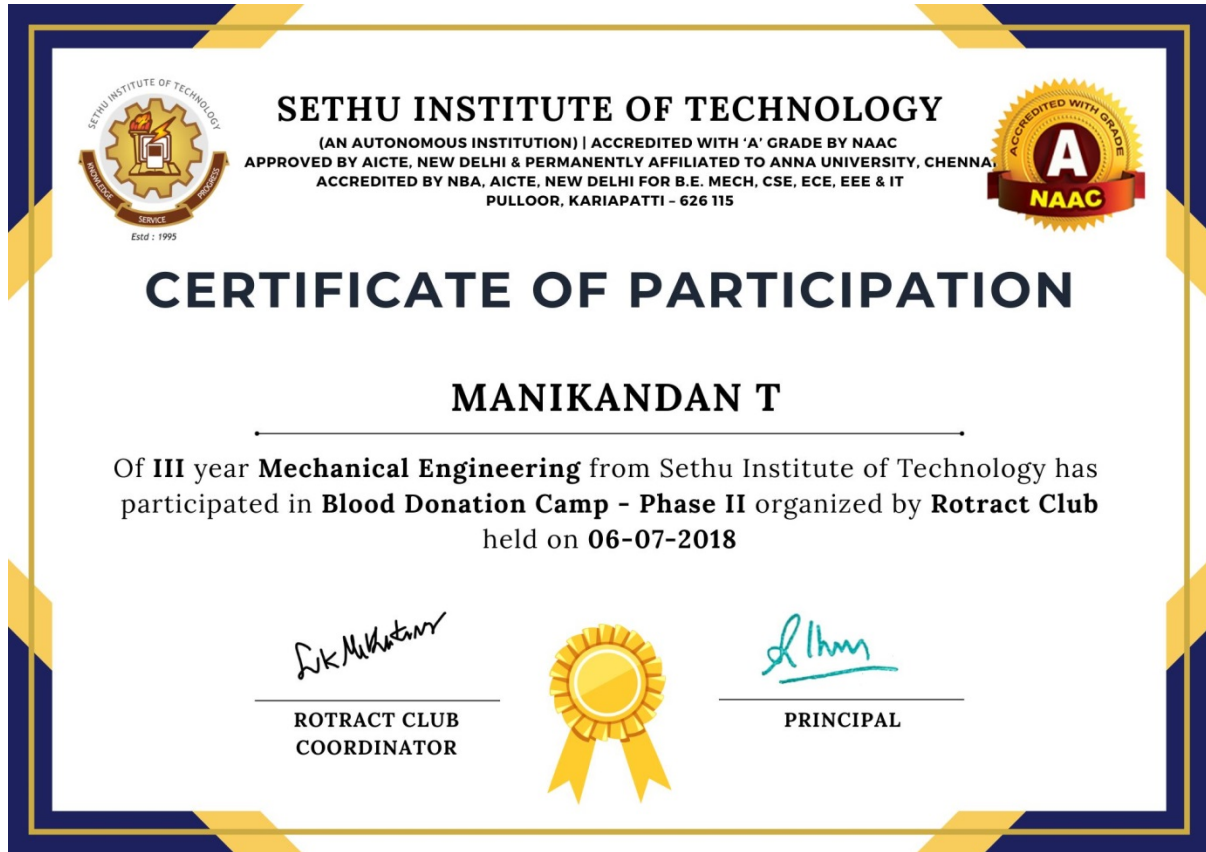 SETHU INSTITUTE OF TECHNOLOGY
KNOWLEDGE
SERVICE
PROGRESS
Estd : 1995
SETHU INSTITUTE OF TECHNOLOGY
(AN AUTONOMOUS INSTITUTION) | ACCREDITED WITH ‘A’ GRADE BY NAAC
APPROVED BY AICTE, NEW DELHI & PERMANENTLY AFFILIATED TO ANNA UNIVERSITY, CHENNA
ACCREDITED BY NBA, AICTE, NEW DELHI FOR B.E. MECH, CSE, ECE, EEE & IT
PULLOOR, KARIAPATTI – 626 115
ACCREDITED WITH GRADE
A
NAAC
CERTIFICATE OF PARTICIPATION
MANIKANDAN T
Of III year Mechanical Engineering from Sethu Institute of Technology has
participated in Blood Donation Camp - Phase II organized by Rotract Club
held on 06-07-2018
ROTRACT CLUB
COORDINATOR
PRINCIPAL